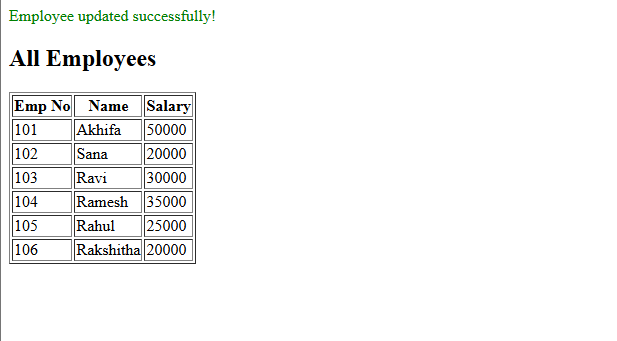 Employee updated successfully!
All Employees
Emp No Name Salary
101 Akhifa 50000
102 Sana 20000
103 Ravi 30000
104 Ramesh 35000
105 Rahul 25000
106 Rakshitha 20000